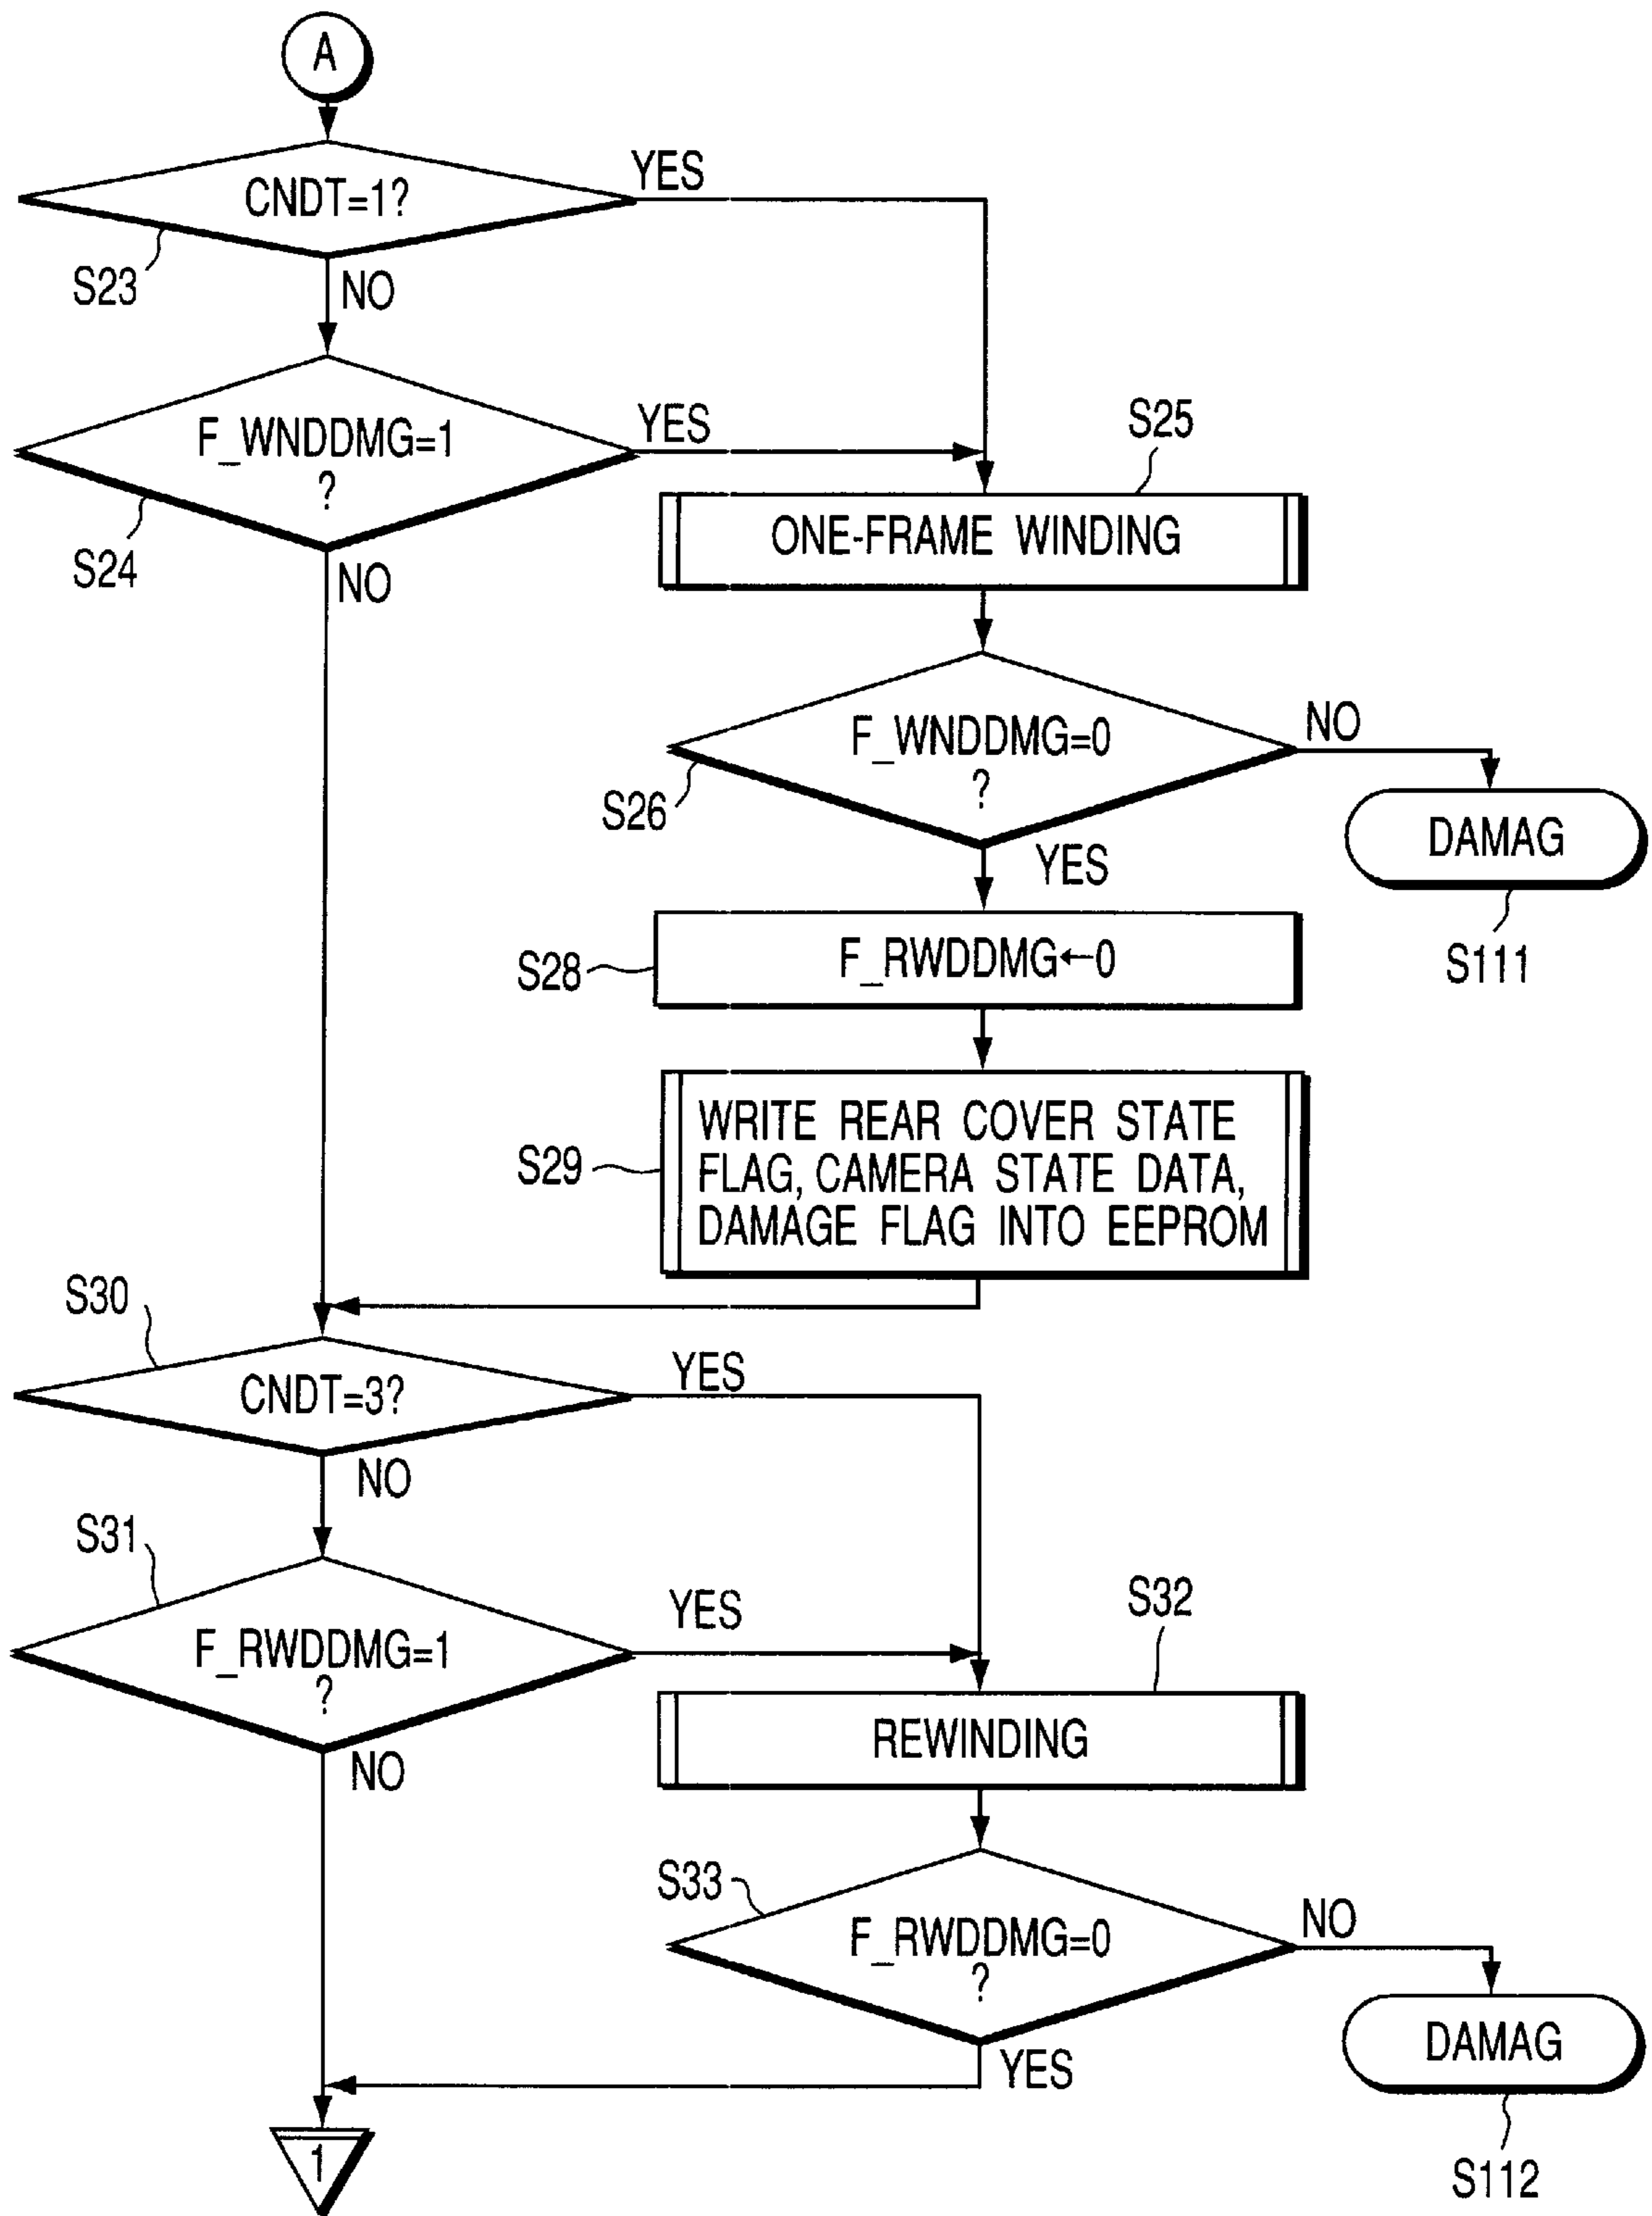 A
CNDT=1?
YES
S23
NO
F_WNDDMG=1
?
YES
S24
NO
S25
ONE-FRAME WINDING
F_WNDDMG=0
?
NO
S26
YES
DAMAG
S111
F_RWDDMG←0
S28
WRITE REAR COVER STATE
FLAG, CAMERA STATE DATA,
DAMAGE FLAG INTO EEPROM
S29
S30
CNDT=3?
YES
NO
S31
F_RWDDMG=1
?
YES
NO
S32
REWINDING
S33
F_RWDDMG=0
?
NO
YES
DAMAG
S112
1